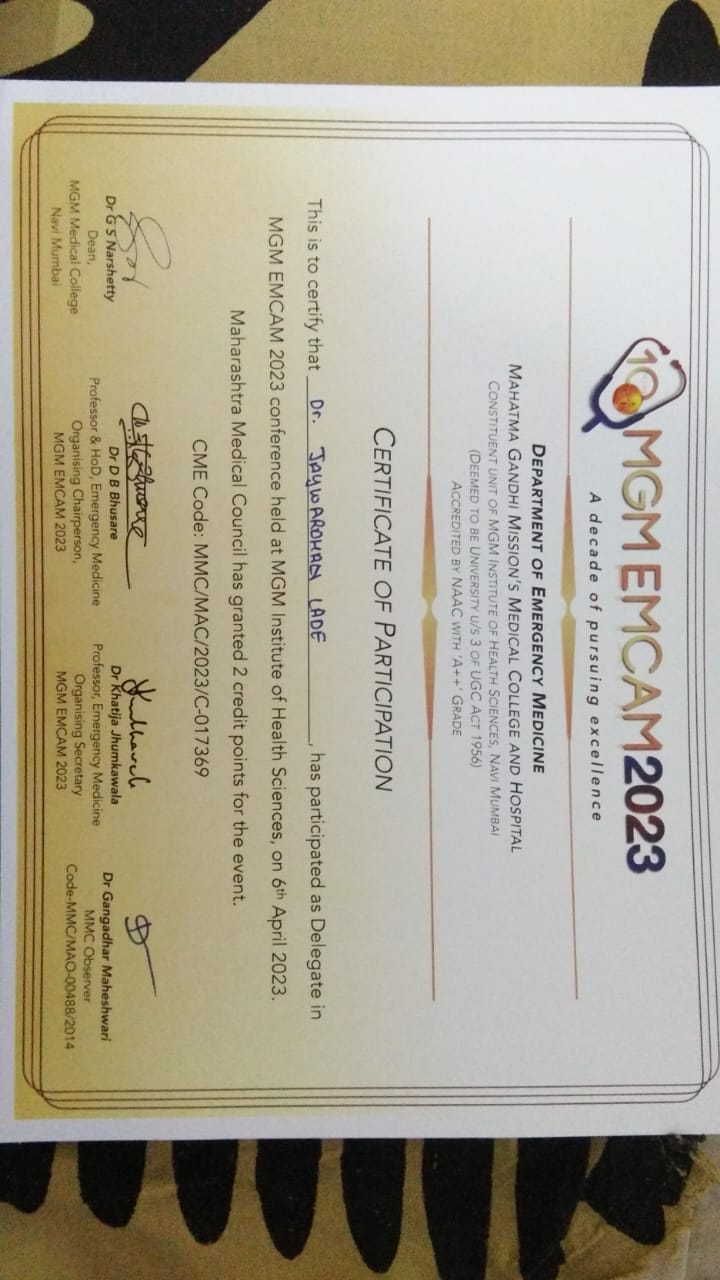 10 MGM EMCAM 2023
A decade of pursuing excellence
DEPARTMENT OF EMERGENCY MEDICINE
MAHATMA GANDHI MISSION'S MEDICAL COLLEGE AND HOSPITAL
CONSTITUENT UNIT OF MGM INSTITUTE OF HEALTH SCIENCES, NAVI MUMBAI
(DEEMED TO BE UNIVERSITY U/S 3 OF UGC ACT 1956)
ACCREDITED BY NAAC WITH 'A++' GRADE
CERTIFICATE OF PARTICIPATION
This is to certify that Dr. JAYWARDHAN LADE, has participated as Delegate in
MGM EMCAM 2023 conference held at MGM Institute of Health Sciences, on 6th April 2023.
Maharashtra Medical Council has granted 2 credit points for the event.
CME Code: MMC/MAC/2023/C-017369
Dr G S Narshetty
Dean,
MGM Medical College
Navi Mumbai
Dr D B Bhusare
Professor & HoD, Emergency Medicine
Organising Chairperson,
MGM EMCAM 2023
Dr Khatija Jhumkawala
Professor, Emergency Medicine
Organising Secretary
MGM EMCAM 2023
Dr Gangadhar Maheshwari
MMC Observer
Code-MMC/MAO-00488/2014